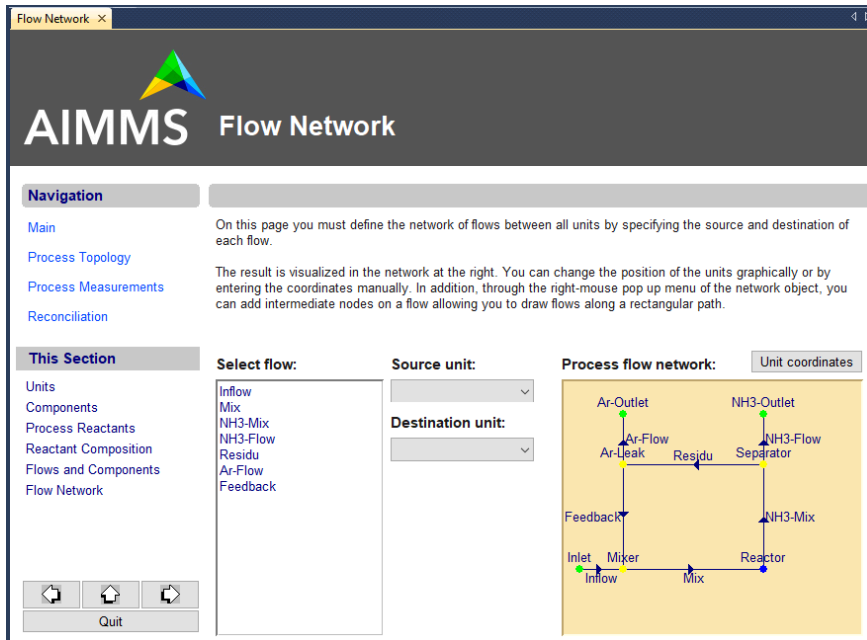 Flow Network
AIMMS
Flow Network
Navigation
Main
Process Topology
Process Measurements
Reconciliation
On this page you must define the network of flows between all units by specifying the source and destination of
each flow.
The result is visualized in the network at the right. You can change the position of the units graphically or by
entering the coordinates manually. In addition, through the right-mouse pop up menu of the network object, you
can add intermediate nodes on a flow allowing you to draw flows along a rectangular path.
This Section
Units
Components
Process Reactants
Reactant Composition
Flows and Components
Flow Network
Quit
Select flow:
Inflow
Mix
NH3-Mix
NH3-Flow
Residu
Ar-Flow
Feedback
Source unit:
Destination unit:
Process flow network:
Unit coordinates
Ar-Outlet
NH3-Outlet
Ar-Flow
NH3-Flow
Ar-Leak
Residu
Separator
Feedback
NH3-Mix
Inlet
Mixer
Reactor
Inflow
Mix